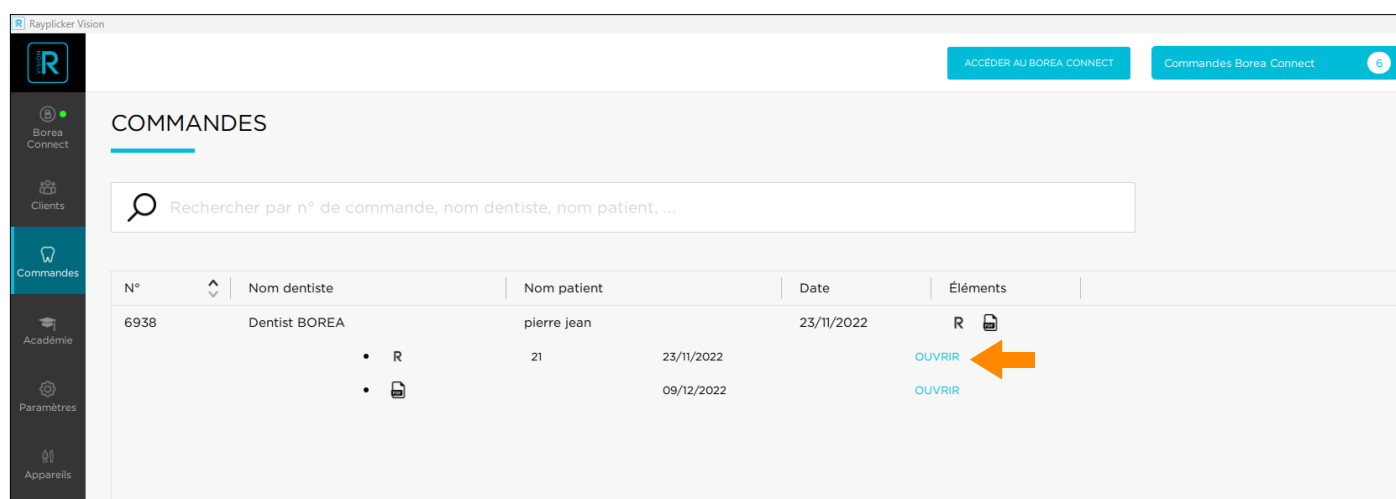 Rayplicker Vision
VISION R
ACCÉDER AU BOREA CONNECT
Commandes Borea Connect 6
Borea
Connect
COMMANDES
Clients
Rechercher par n° de commande, nom dentiste, nom patient, ...
Commandes
N° Nom dentiste Nom patient Date Éléments
6938 Dentist BOREA pierre jean 23/11/2022 R PDF
Académie
• R 21 23/11/2022 OUVRIR
• PDF 09/12/2022 OUVRIR
Paramètres
Appareils